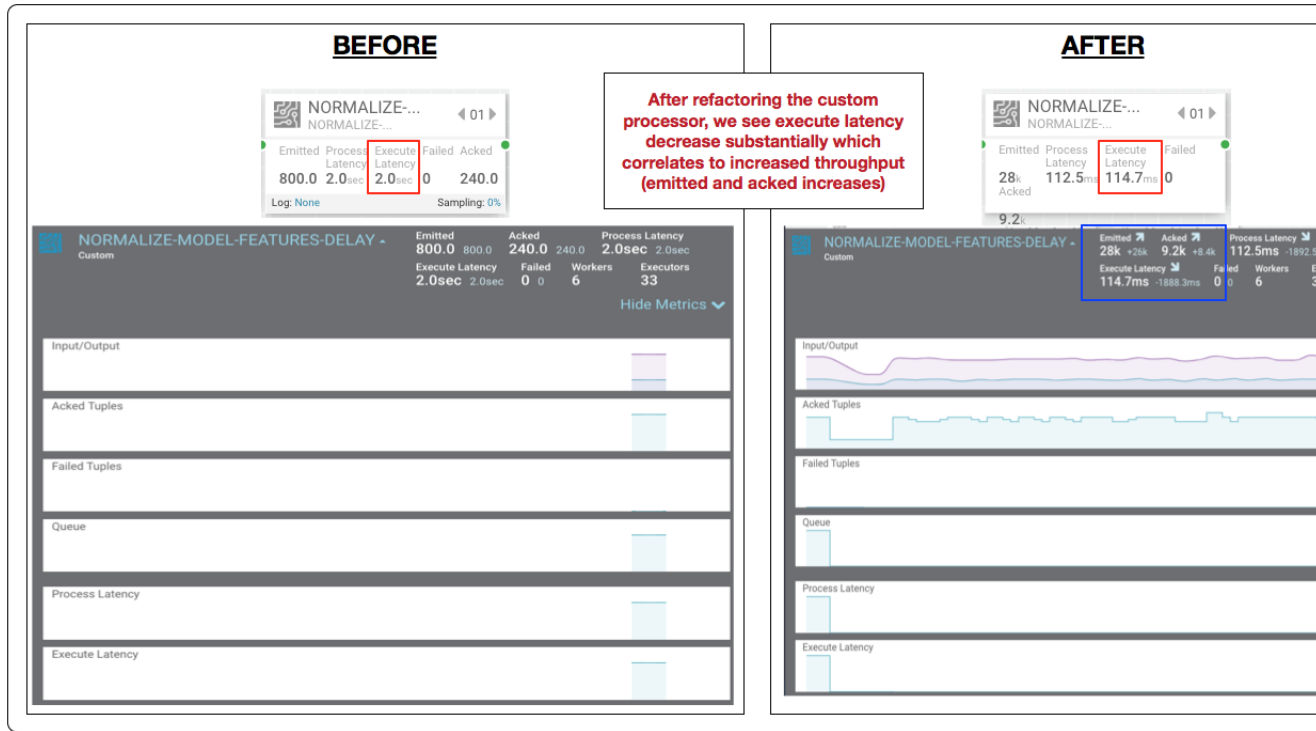 BEFORE
NORMALIZE-...
NORMALIZE-...
01
Emitted Process Latency Execute Latency Failed Acked
800.0 2.0sec 2.0sec 0 240.0
Log: None Sampling: 0%
NORMALIZE-MODEL-FEATURES-DELAY
Custom
Emitted Acked Process Latency
800.0 800.0 240.0 240.0 2.0sec 2.0sec
Execute Latency Failed Workers Executors
2.0sec 2.0sec 0 0 6 33
Hide Metrics
Input/Output
Acked Tuples
Failed Tuples
Queue
Process Latency
Execute Latency
After refactoring the custom
processor, we see execute latency
decrease substantially which
correlates to increased throughput
(emitted and acked increases)
AFTER
NORMALIZE-...
NORMALIZE-...
01
Emitted Process Latency Execute Latency Failed
28k 112.5ms 114.7ms 0
Acked
9.2k
NORMALIZE-MODEL-FEATURES-DELAY
Custom
Emitted Acked Process Latency
28k +26k 9.2k +8.4k 112.5ms -1892.5
Execute Latency Failed Workers E
114.7ms -1888.3ms 0 0 6 3
Input/Output
Acked Tuples
Failed Tuples
Queue
Process Latency
Execute Latency